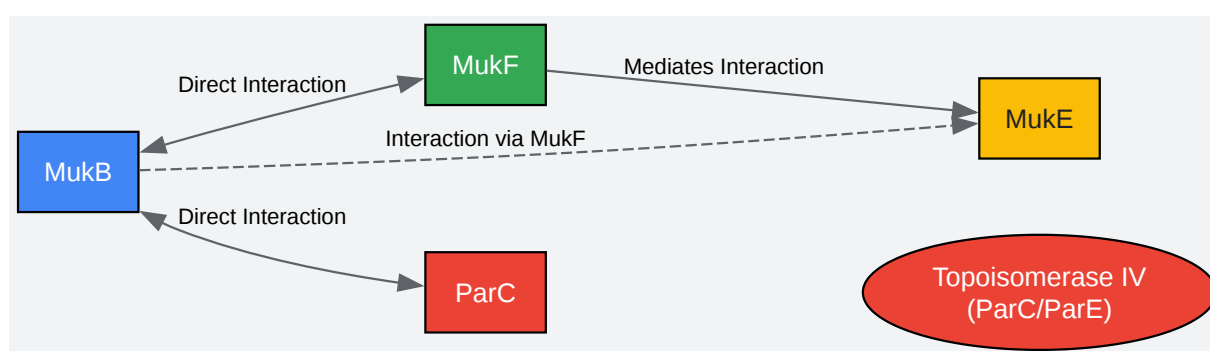 MukF
Direct Interaction
Mediates Interaction
MukE
Interaction via MukF
MukB
Direct Interaction
ParC
Topoisomerase IV
(ParC/ParE)